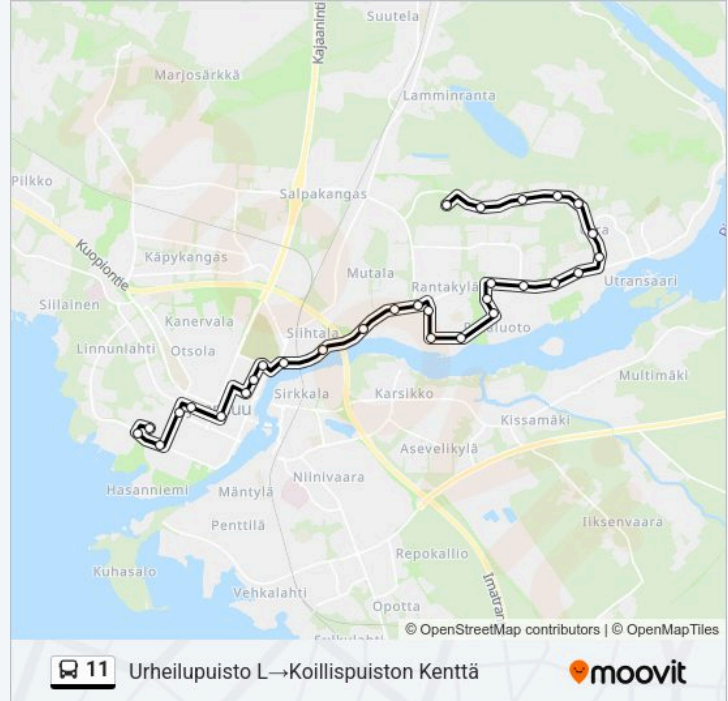 Suutela
Kajaanintie
Marjosärkkä
Lamminranta
Pilkko
Salpakangas
Käpykangas
Kuopiontie
Mutala
Rantakylä
Utransaari
Siilainen
Kanervala
Siihtala
Linnunlahti
Otsola
Multimäki
Sirkkala
Karsikko
Kissamäki
Asevelikylä
Niinivaara
Hasanniemi
Mäntylä
Penttilä
Iiksenvaara
Repokallio
Kuhasalo
Vehkalahti
Opotta
Imatran
© OpenStreetMap contributors | © OpenMapTiles
11 Urheilupuisto L→Koillispuiston Kenttä moovit